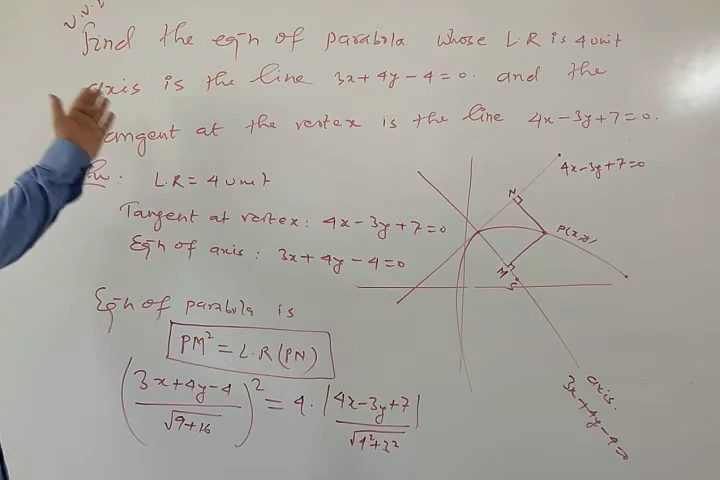 V.V.I
Find the eqn of parabola whose L.R is 4 unit
axis is the line 3x+4y-4=0. and the
tangent at the vertex is the line 4x-3y+7=0.
L.R = 4 unit
Tangent at vertex : 4x-3y+7=0
Eqn of axis : 3x+4y-4=0
Eqn of parabola is
PM² = L.R (PN)
((3x+4y-4)/√(9+16))² = 4·|(4x-3y+7)/√(4²+3²)|
4x-3y+7=0
N
P(x,y)
M
S
axis.
3x+4y-4=0